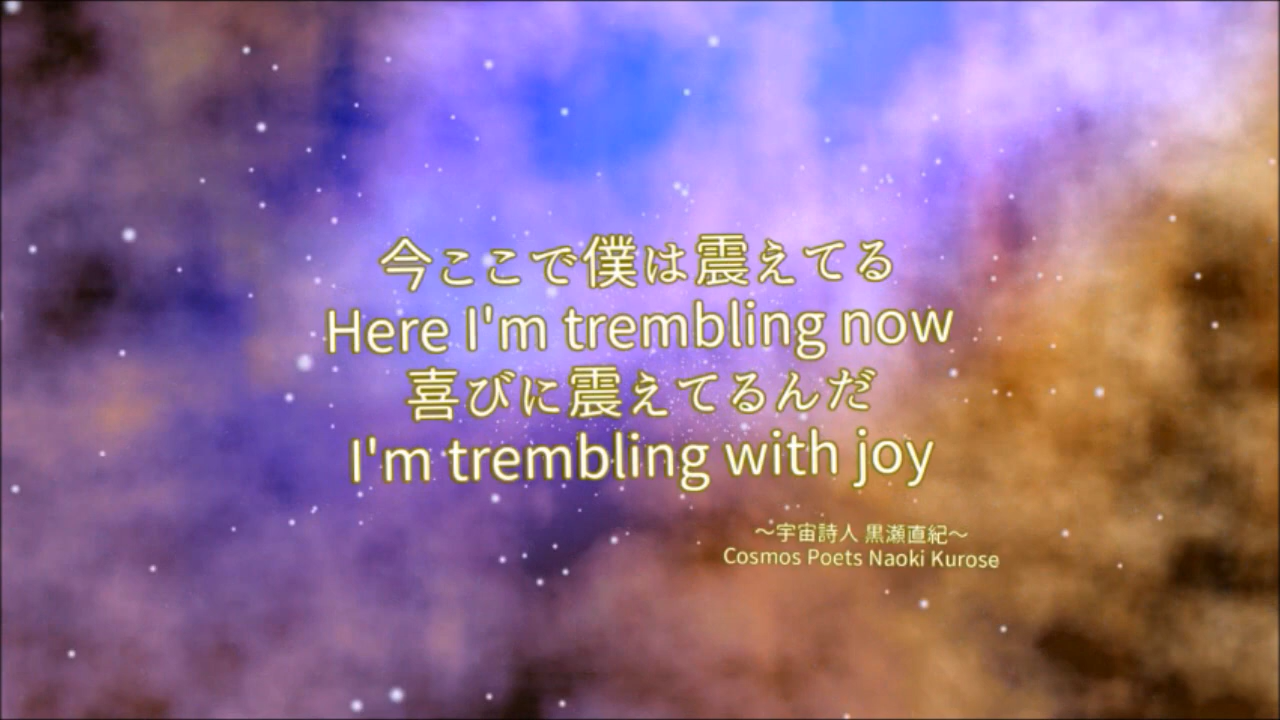 今ここで僕は震えてる
Here I'm trembling now
喜びに震えてるんだ
I'm trembling with joy
〜宇宙詩人 黒瀬直紀〜
Cosmos Poets Naoki Kurose